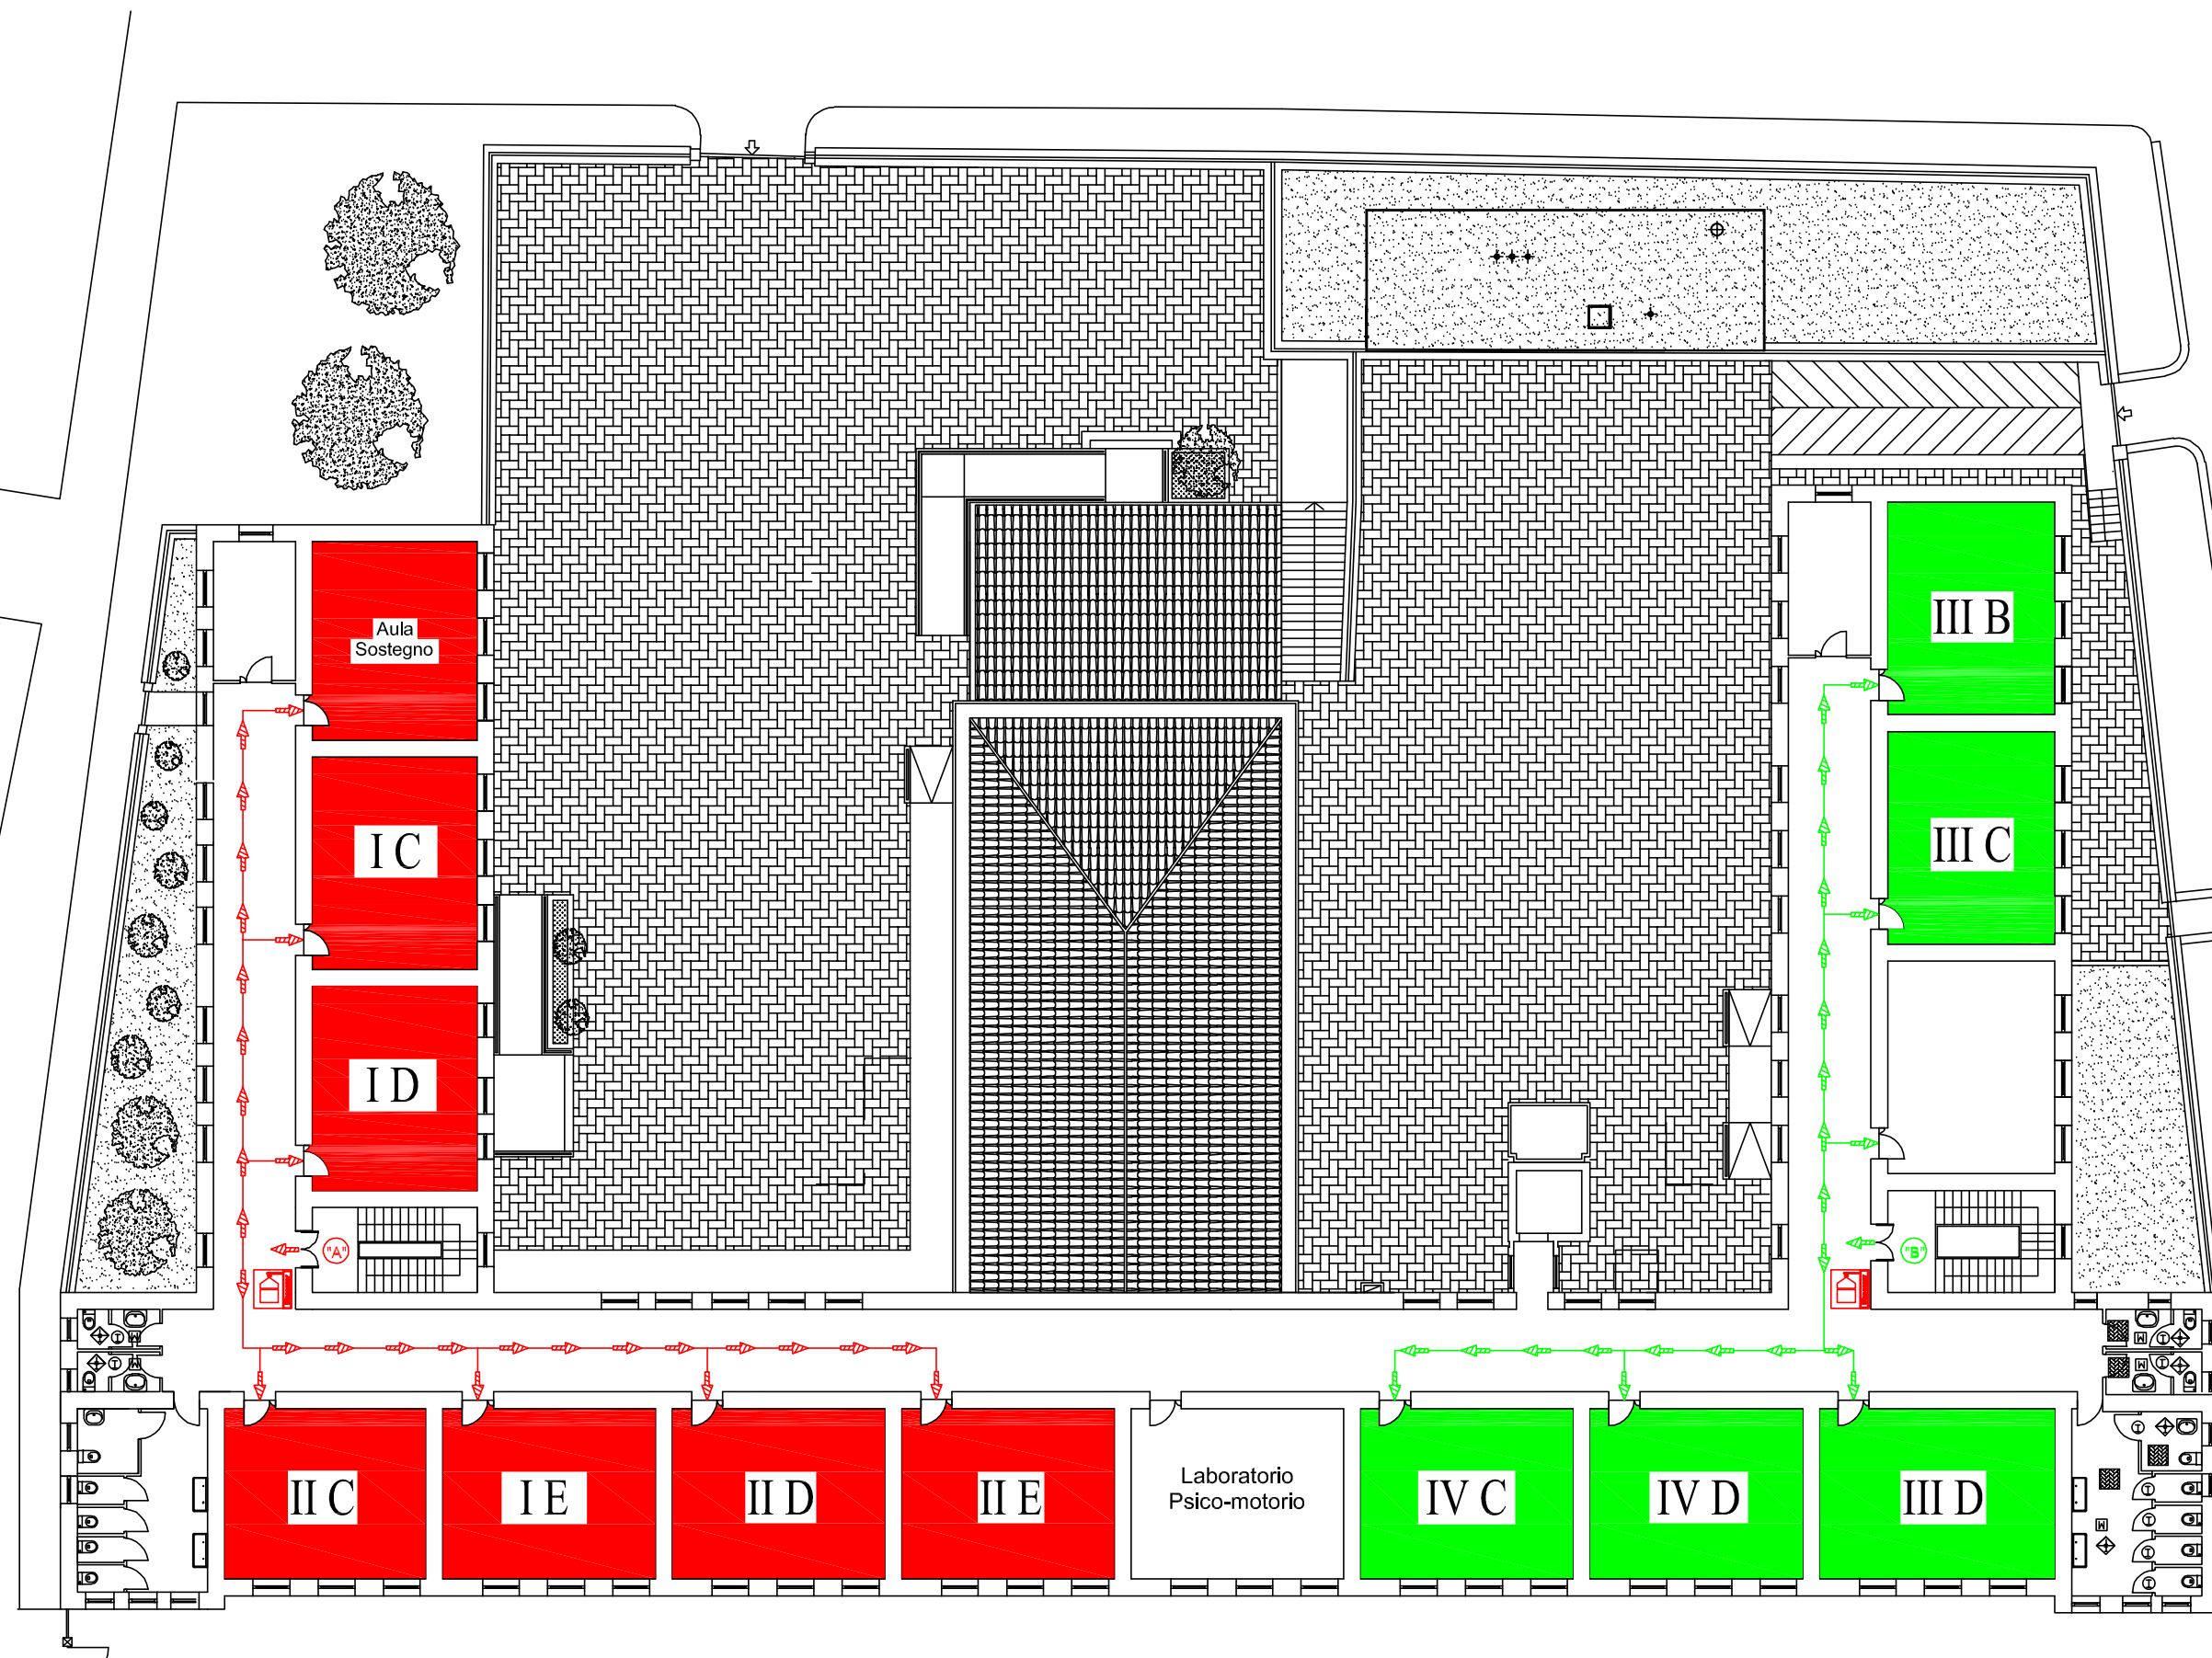 Aula
Sostegno
I C
I D
"A"
III B
III C
"B"
II C
I E
II D
II E
Laboratorio
Psico-motorio
IV C
IV D
III D